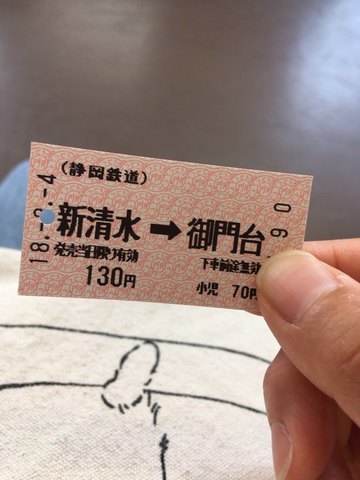 (静岡鉄道)
18.-3.-4
新清水➡御門台
発売当日限り有効
下車前途無効
130円
小児 70円